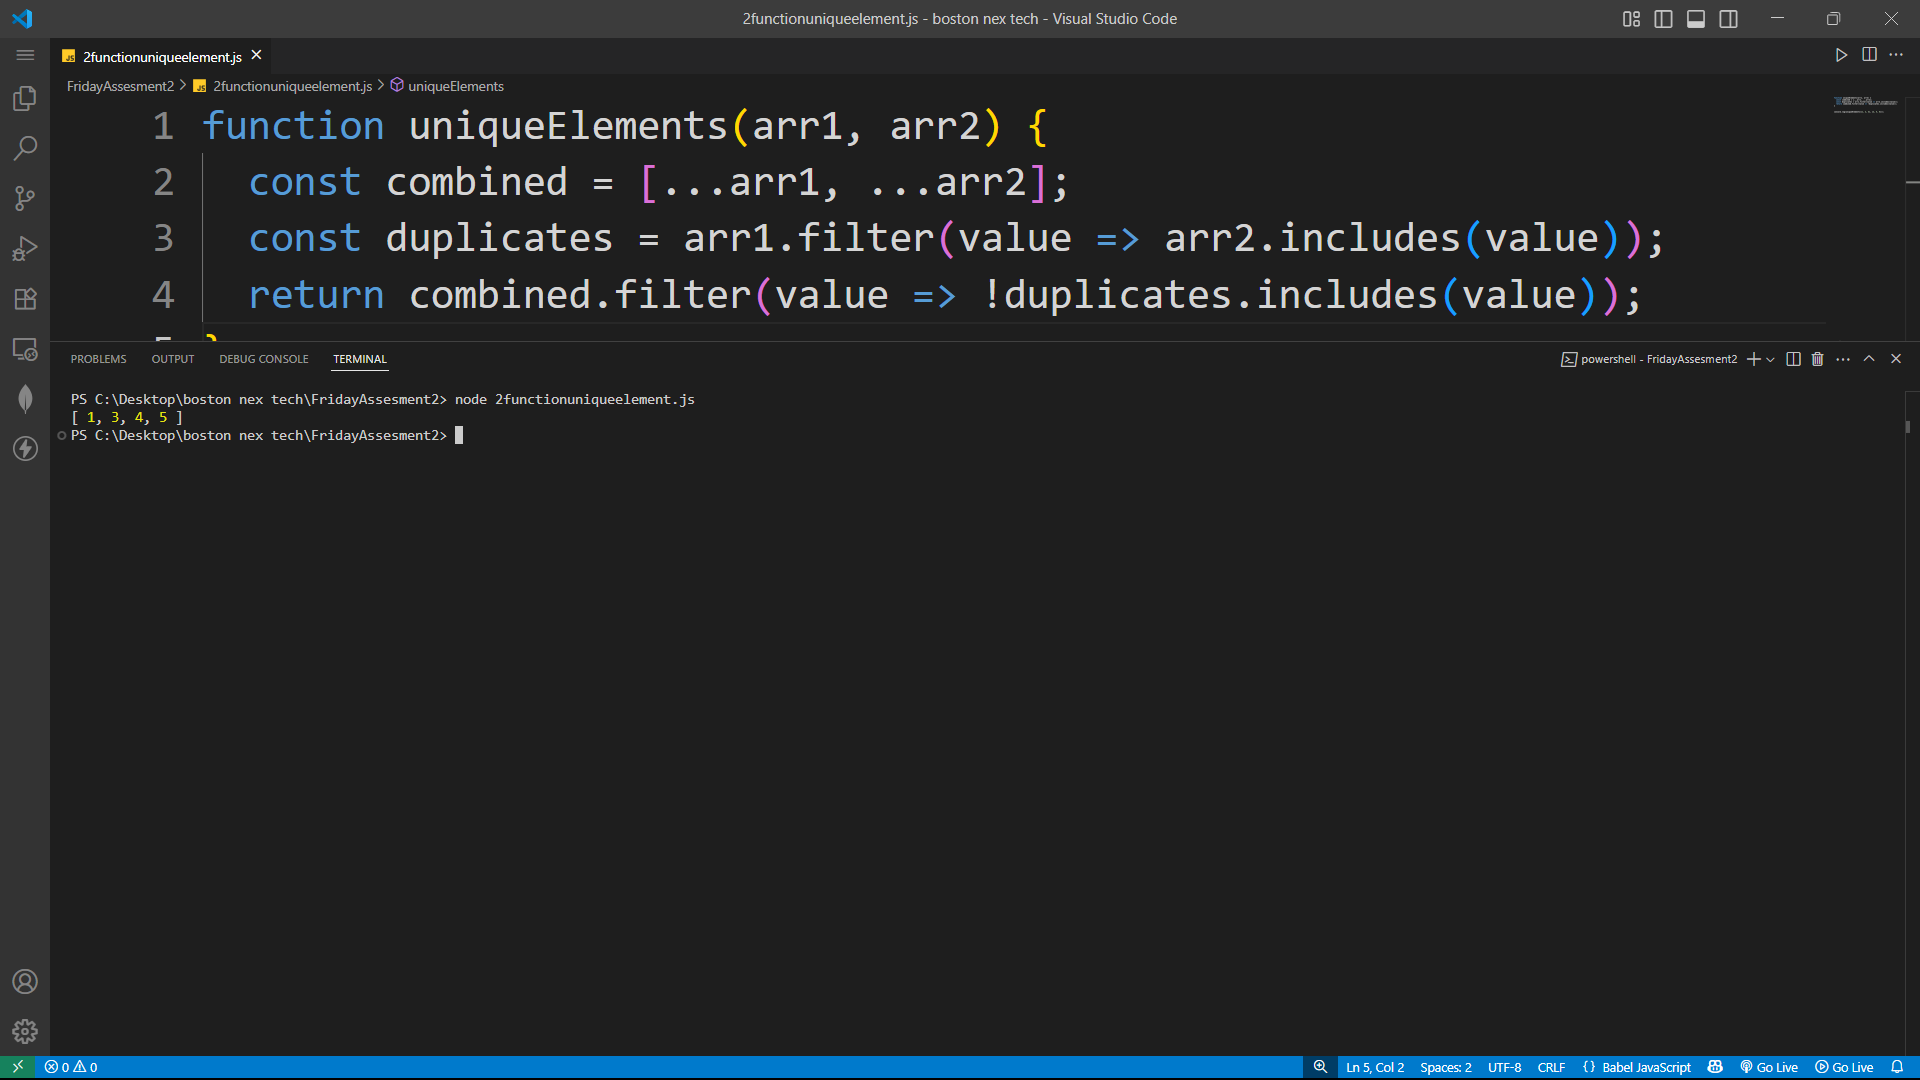 2functionuniqueelement.js - boston nex tech - Visual Studio Code
JS 2functionuniqueelement.js
FridayAssesment2 > JS 2functionuniqueelement.js > uniqueElements
1 function uniqueElements(arr1, arr2) {
2 const combined = [...arr1, ...arr2];
3 const duplicates = arr1.filter(value => arr2.includes(value));
4 return combined.filter(value => !duplicates.includes(value));
PROBLEMS OUTPUT DEBUG CONSOLE TERMINAL powershell - FridayAssesment2
PS C:\Desktop\boston nex tech\FridayAssesment2> node 2functionuniqueelement.js
[ 1, 3, 4, 5 ]
PS C:\Desktop\boston nex tech\FridayAssesment2>
0 0 Ln 5, Col 2 Spaces: 2 UTF-8 CRLF {} Babel JavaScript Go Live Go Live